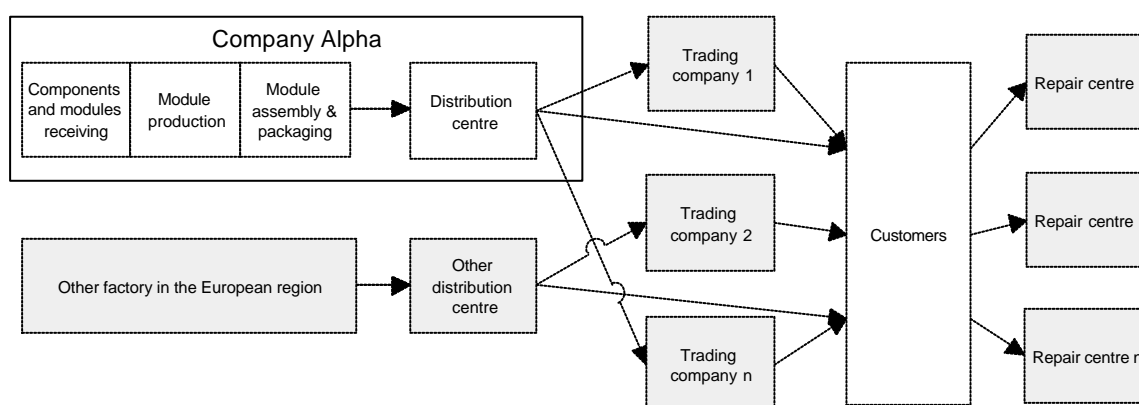 Company Alpha
Components
and modules
receiving
Module
production
Module
assembly &
packaging
Distribution
centre
Trading
company 1
Repair centre
Trading
company 2
Customers
Repair centre
Other factory in the European region
Other
distribution
centre
Trading
company n
Repair centre n